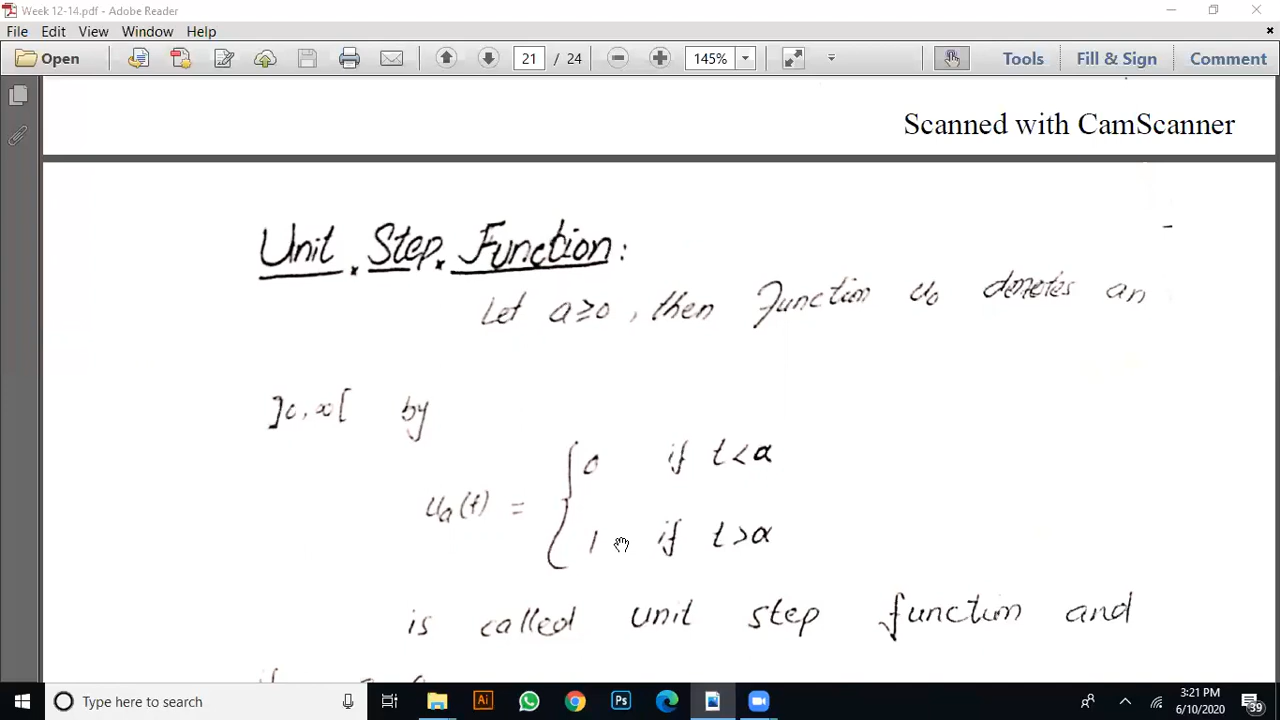 Week 12-14.pdf - Adobe Reader
File Edit View Window Help
Open 21 / 24 145% Tools Fill & Sign Comment
Scanned with CamScanner
Unit Step Function:
Let a≥0, then Function u₀ denotes an
]0,∞[ by
uₐ(t) = { 0 if t<a
1 if t>a
is called unit step function and
Type here to search
3:21 PM
6/10/2020
39